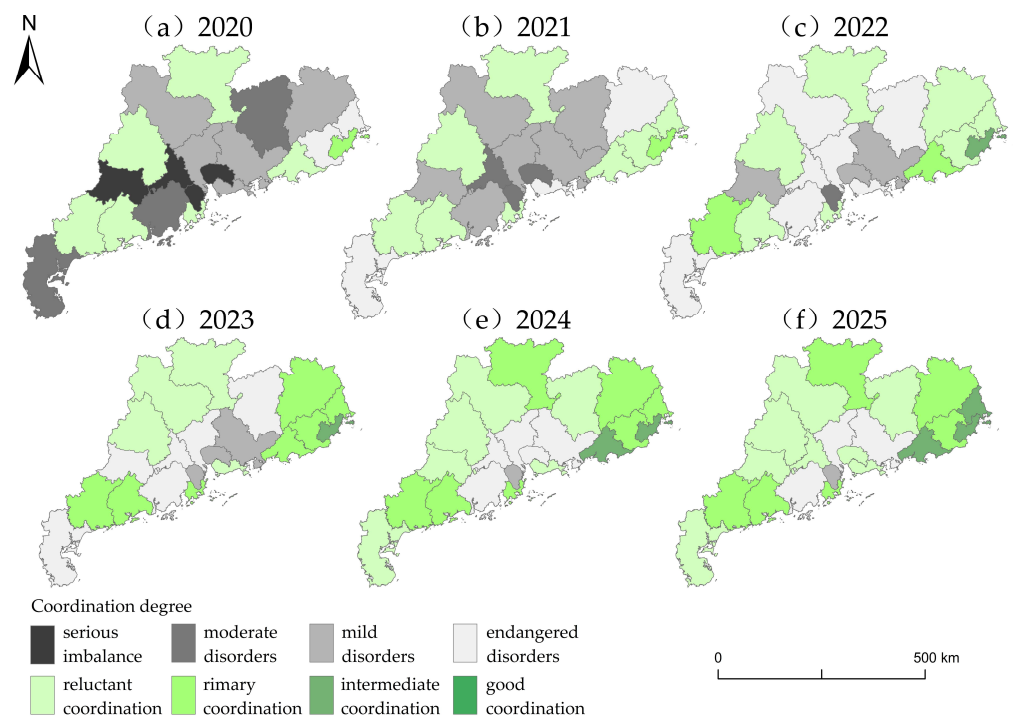 N
（a）2020
（b）2021
（c）2022
（d）2023
（e）2024
（f）2025
Coordination degree
serious
imbalance
moderate
disorders
mild
disorders
endangered
disorders
reluctant
coordination
rimary
coordination
intermediate
coordination
good
coordination
0
500 km